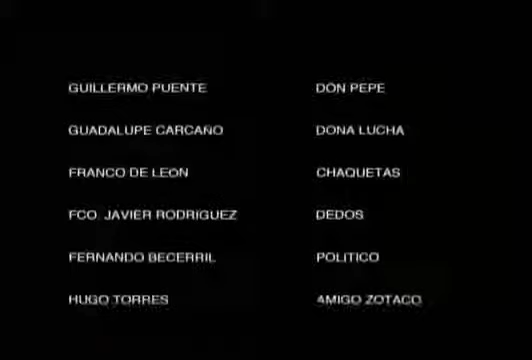 GUILLERMO PUENTE DON PEPE
GUADALUPE CARCAÑO DOÑA LUCHA
FRANCO DE LEON CHAQUETAS
FCO. JAVIER RODRIGUEZ DEDOS
FERNANDO BECERRIL POLITICO
HUGO TORRES AMIGO ZOTACO